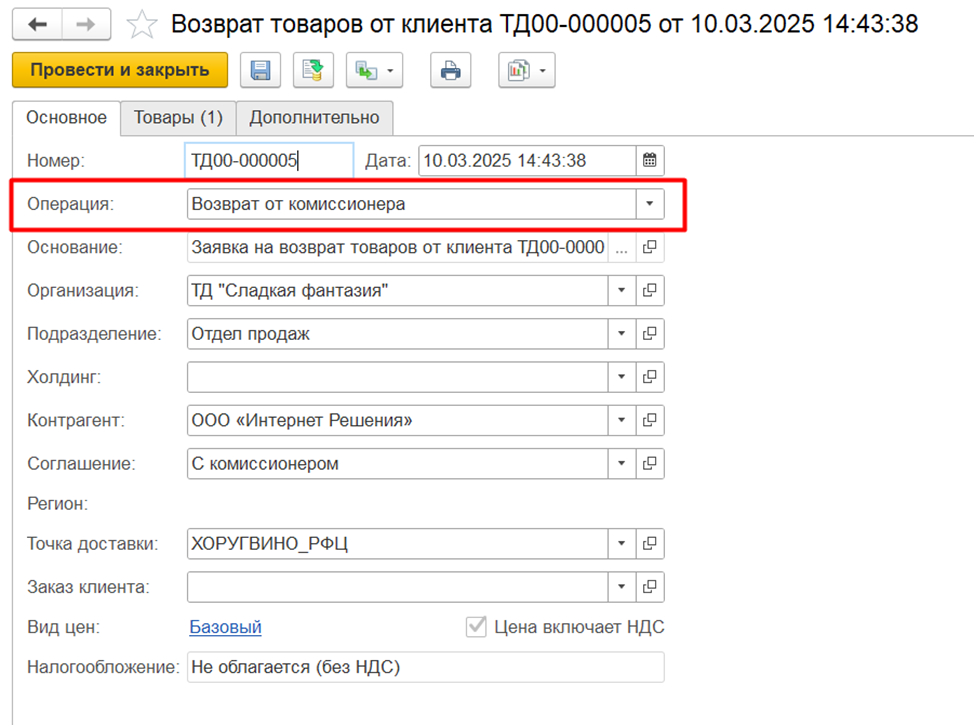 Возврат товаров от клиента ТД00-000005 от 10.03.2025 14:43:38
Провести и закрыть
Основное Товары (1) Дополнительно
Номер: ТД00-000005 Дата: 10.03.2025 14:43:38
Операция: Возврат от комиссионера
Основание: Заявка на возврат товаров от клиента ТД00-0000 ...
Организация: ТД "Сладкая фантазия"
Подразделение: Отдел продаж
Холдинг:
Контрагент: ООО «Интернет Решения»
Соглашение: С комиссионером
Регион:
Точка доставки: ХОРУГВИНО_РФЦ
Заказ клиента:
Вид цен: Базовый Цена включает НДС
Налогообложение: Не облагается (без НДС)